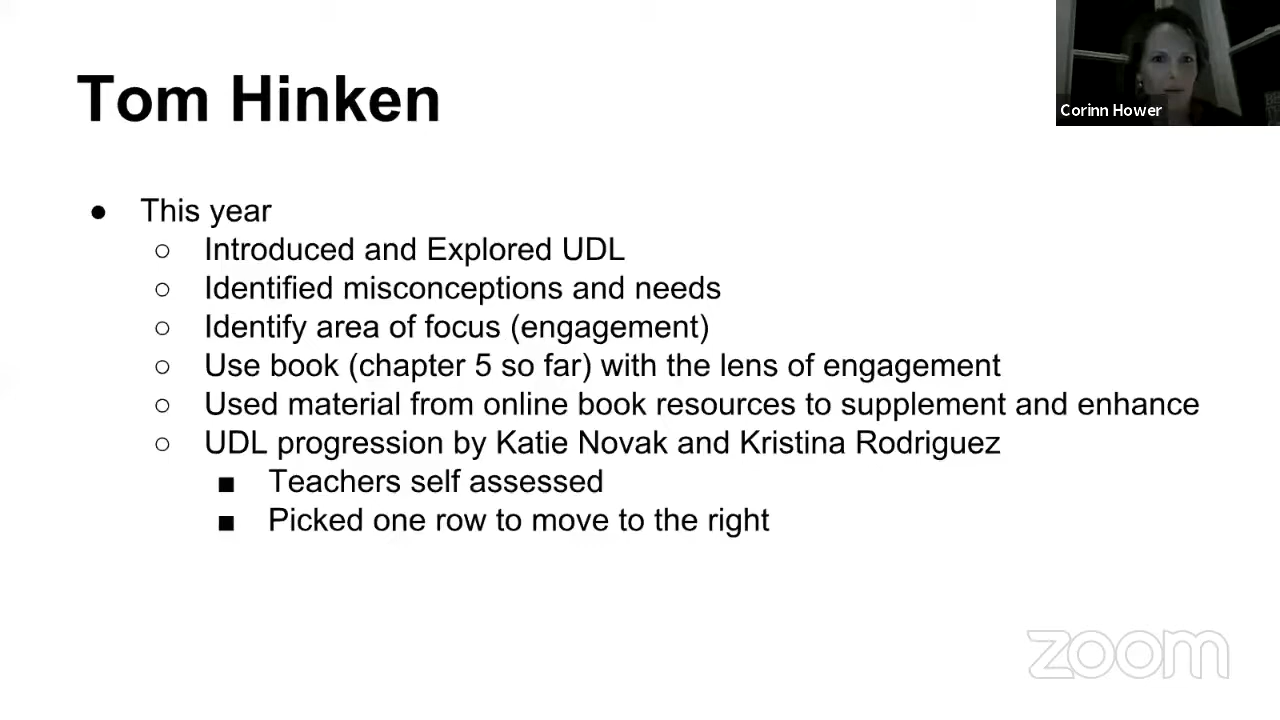 Tom Hinken
Corinn Hower
● This year
○ Introduced and Explored UDL
○ Identified misconceptions and needs
○ Identify area of focus (engagement)
○ Use book (chapter 5 so far) with the lens of engagement
○ Used material from online book resources to supplement and enhance
○ UDL progression by Katie Novak and Kristina Rodriguez
■ Teachers self assessed
■ Picked one row to move to the right
zoom